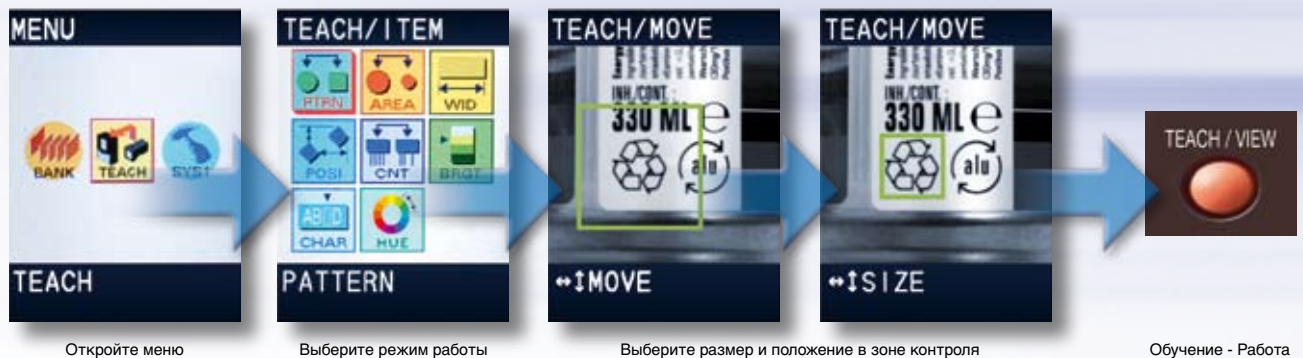 MENU
BANK
TEACH
SYST
TEACH
TEACH/ITEM
PTRN
AREA
WID
POSI
CNT
BRGT
CHAR
HUE
PATTERN
TEACH/MOVE
INH./CONT.:
330 ML e
alu
↔↕MOVE
TEACH/MOVE
INH./CONT.:
330 ML e
alu
↔↕SIZE
TEACH / VIEW
Откройте меню
Выберите режим работы
Выберите размер и положение в зоне контроля
Обучение - Работа